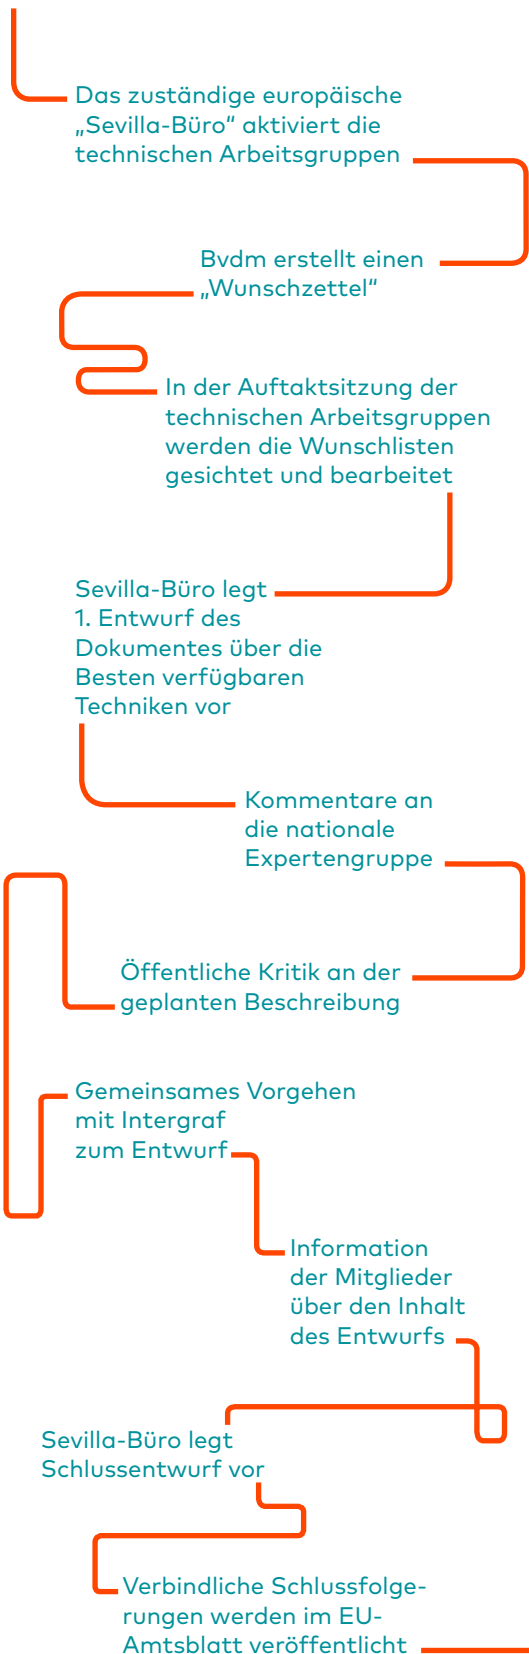 Das zuständige europäische
„Sevilla-Büro“ aktiviert die
technischen Arbeitsgruppen
Bvdm erstellt einen
„Wunschzettel“
In der Auftaktsitzung der
technischen Arbeitsgruppen
werden die Wunschlisten
gesichtet und bearbeitet
Sevilla-Büro legt
1. Entwurf des
Dokumentes über die
Besten verfügbaren
Techniken vor
Kommentare an
die nationale
Expertengruppe
Öffentliche Kritik an der
geplanten Beschreibung
Gemeinsames Vorgehen
mit Intergraf
zum Entwurf
Information
der Mitglieder
über den Inhalt
des Entwurfs
Sevilla-Büro legt
Schlussentwurf vor
Verbindliche Schlussfolge-
rungen werden im EU-
Amtsblatt veröffentlicht